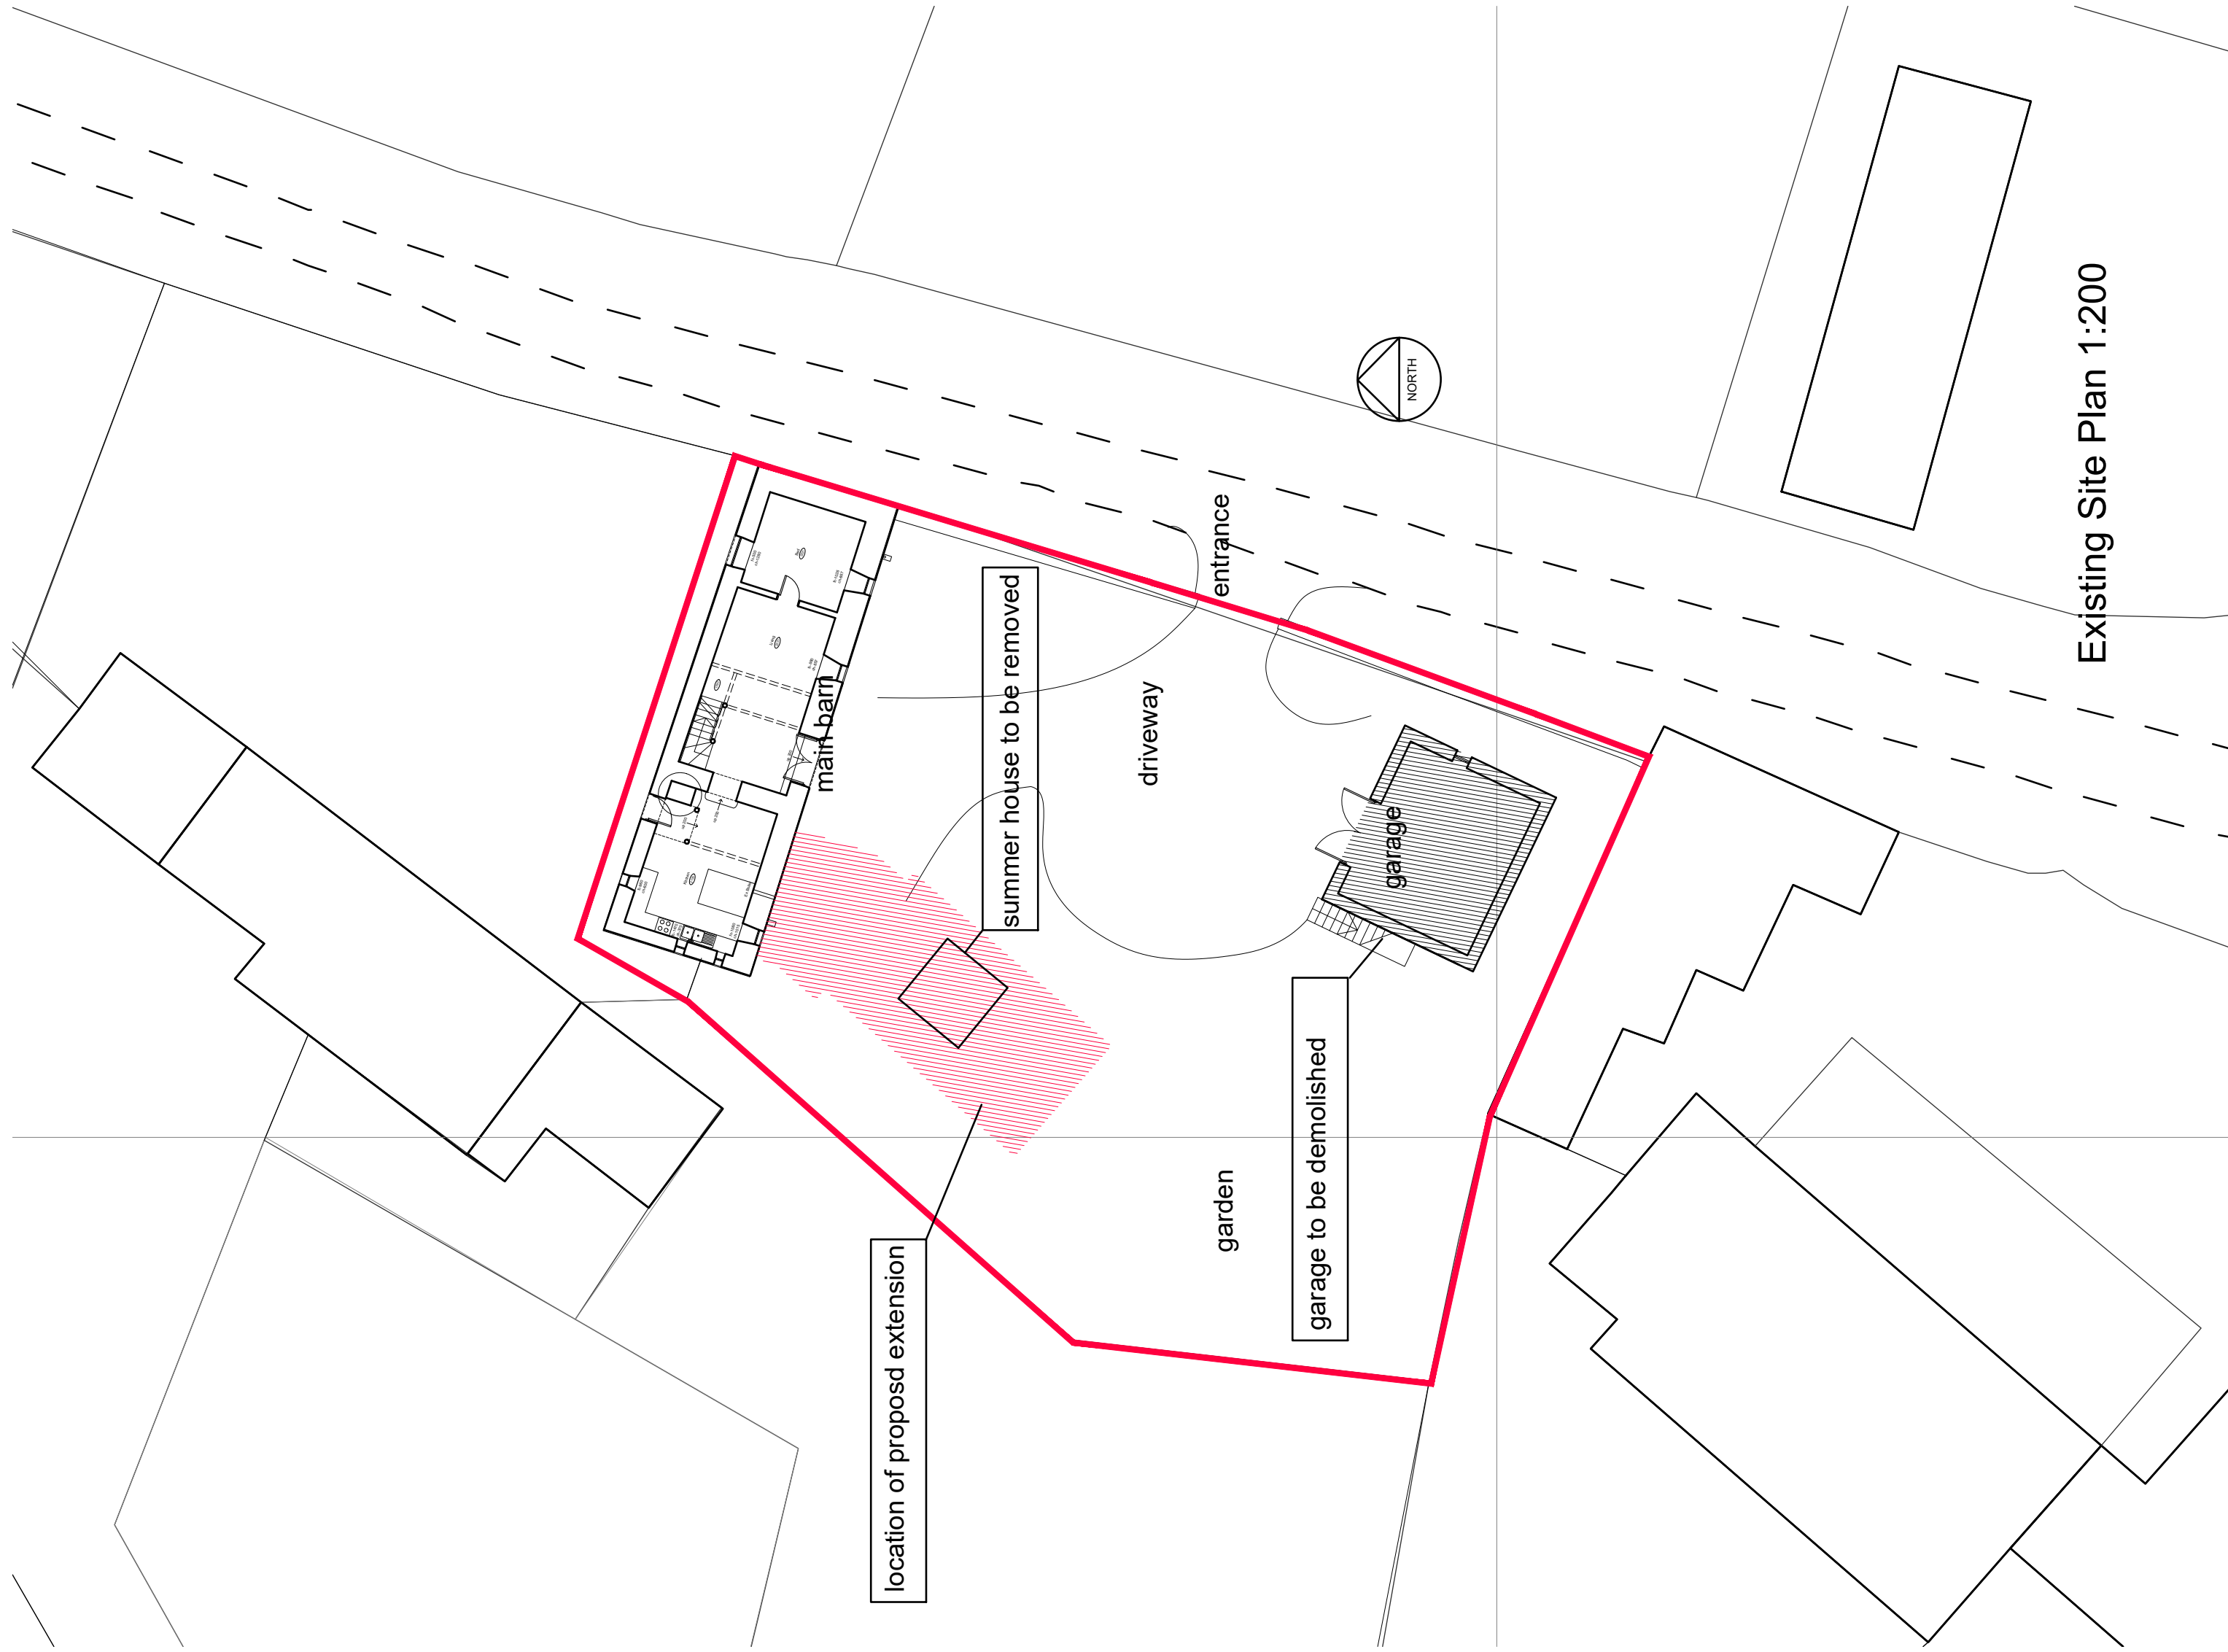 main barn
summer house to be removed
entrance
driveway
NORTH
garage
location of proposd extension
garden
garage to be demolished
Existing Site Plan 1:200